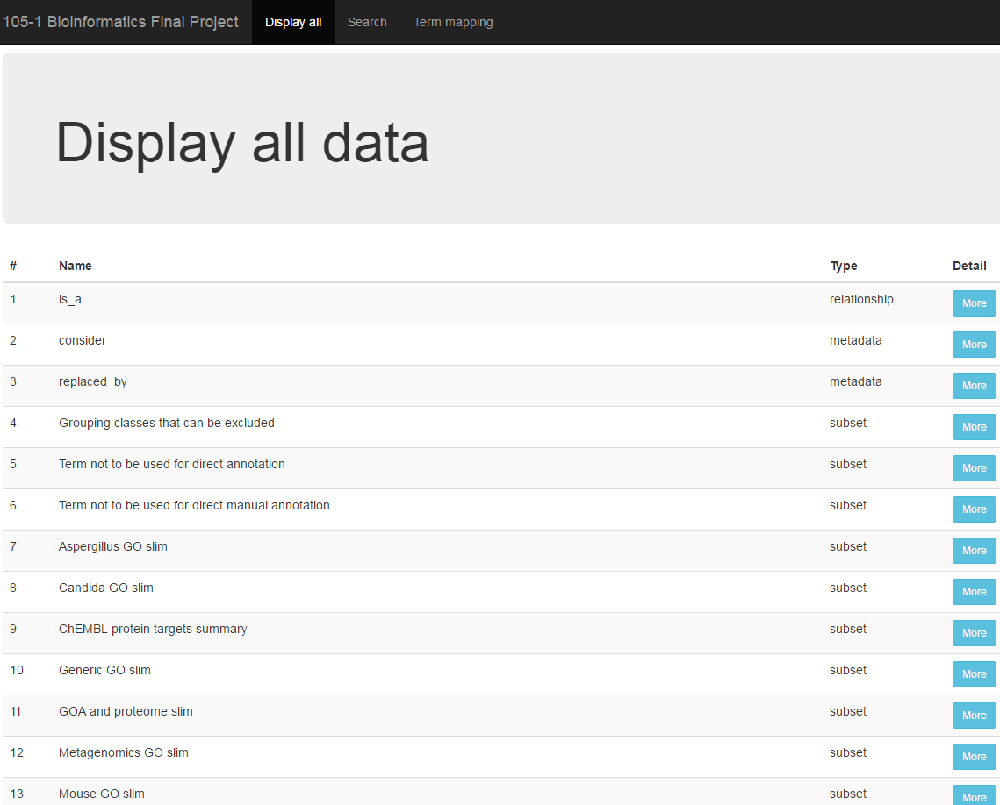 105-1 Bioinformatics Final Project Display all Search Term mapping
Display all data
# Name Type Detail
1 is_a relationship More
2 consider metadata More
3 replaced_by metadata More
4 Grouping classes that can be excluded subset More
5 Term not to be used for direct annotation subset More
6 Term not to be used for direct manual annotation subset More
7 Aspergillus GO slim subset More
8 Candida GO slim subset More
9 ChEMBL protein targets summary subset More
10 Generic GO slim subset More
11 GOA and proteome slim subset More
12 Metagenomics GO slim subset More
13 Mouse GO slim subset More